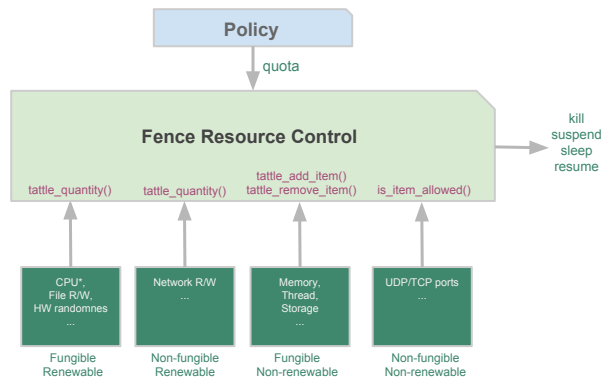 Policy
quota
Fence Resource Control
kill
suspend
sleep
resume
tattle_quantity()
tattle_quantity()
tattle_add_item()
tattle_remove_item()
is_item_allowed()
CPU*,
File R/W,
HW randomnes
...
Network R/W
...
Memory,
Thread,
Storage
...
UDP/TCP ports
...
Fungible
Renewable
Non-fungible
Renewable
Fungible
Non-renewable
Non-fungible
Non-renewable